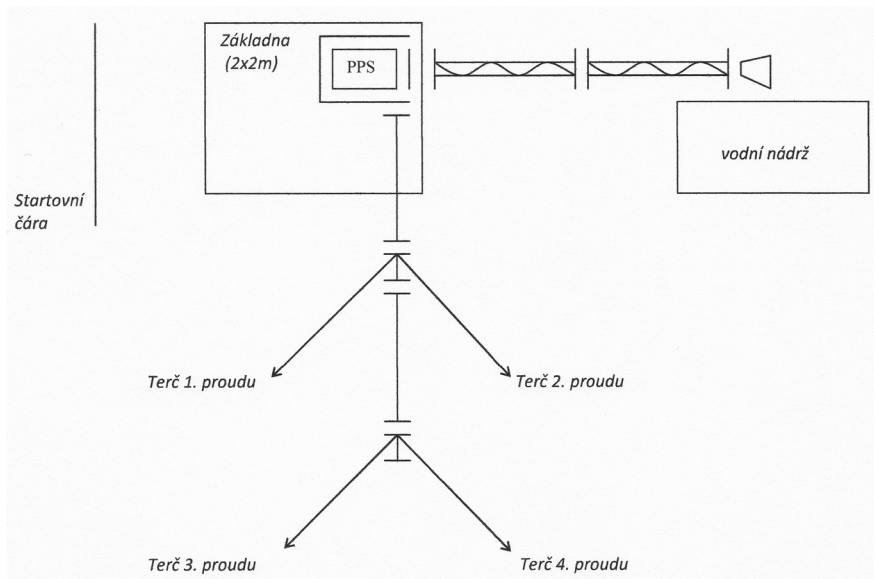 Základna
(2x2m)
PPS
vodní nádrž
Startovní
čára
Terč 1. proudu
Terč 2. proudu
Terč 3. proudu
Terč 4. proudu